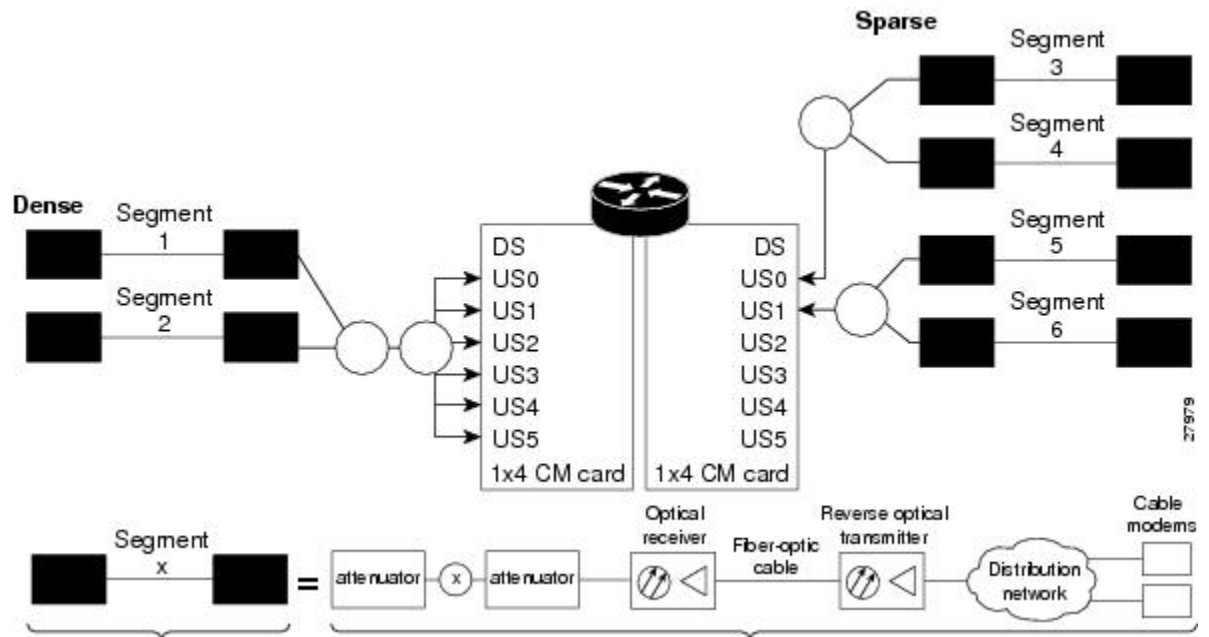 Sparse
Segment
3
Segment
4
Dense
Segment
1
Segment
2
DS
US0
US1
US2
US3
US4
US5
1x4 CM card
DS
US0
US1
US2
US3
US4
US5
1x4 CM card
Segment
5
Segment
6
27979
Segment
x
=
attenuator
x
attenuator
Optical
receiver
Fiber-optic
cable
Reverse optical
transmitter
Distribution
network
Cable
modems